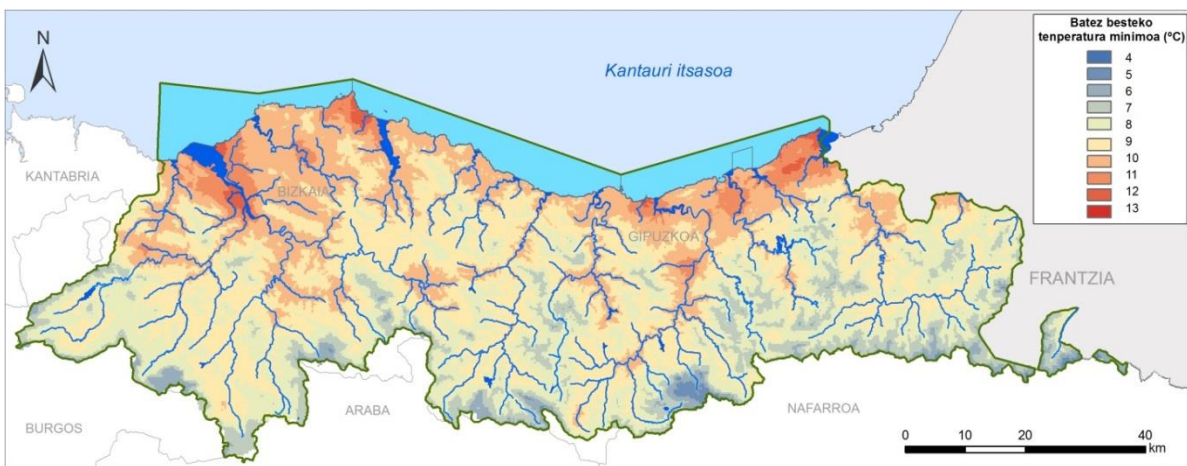 N
Kantauri itsasoa
Batez besteko
tenperatura minimoa (ºC)
4
5
6
7
8
9
10
11
12
13
KANTABRIA
BIZKAIA
GIPUZKOA
FRANTZIA
BURGOS
ARABA
NAFARROA
0 10 20 40
km